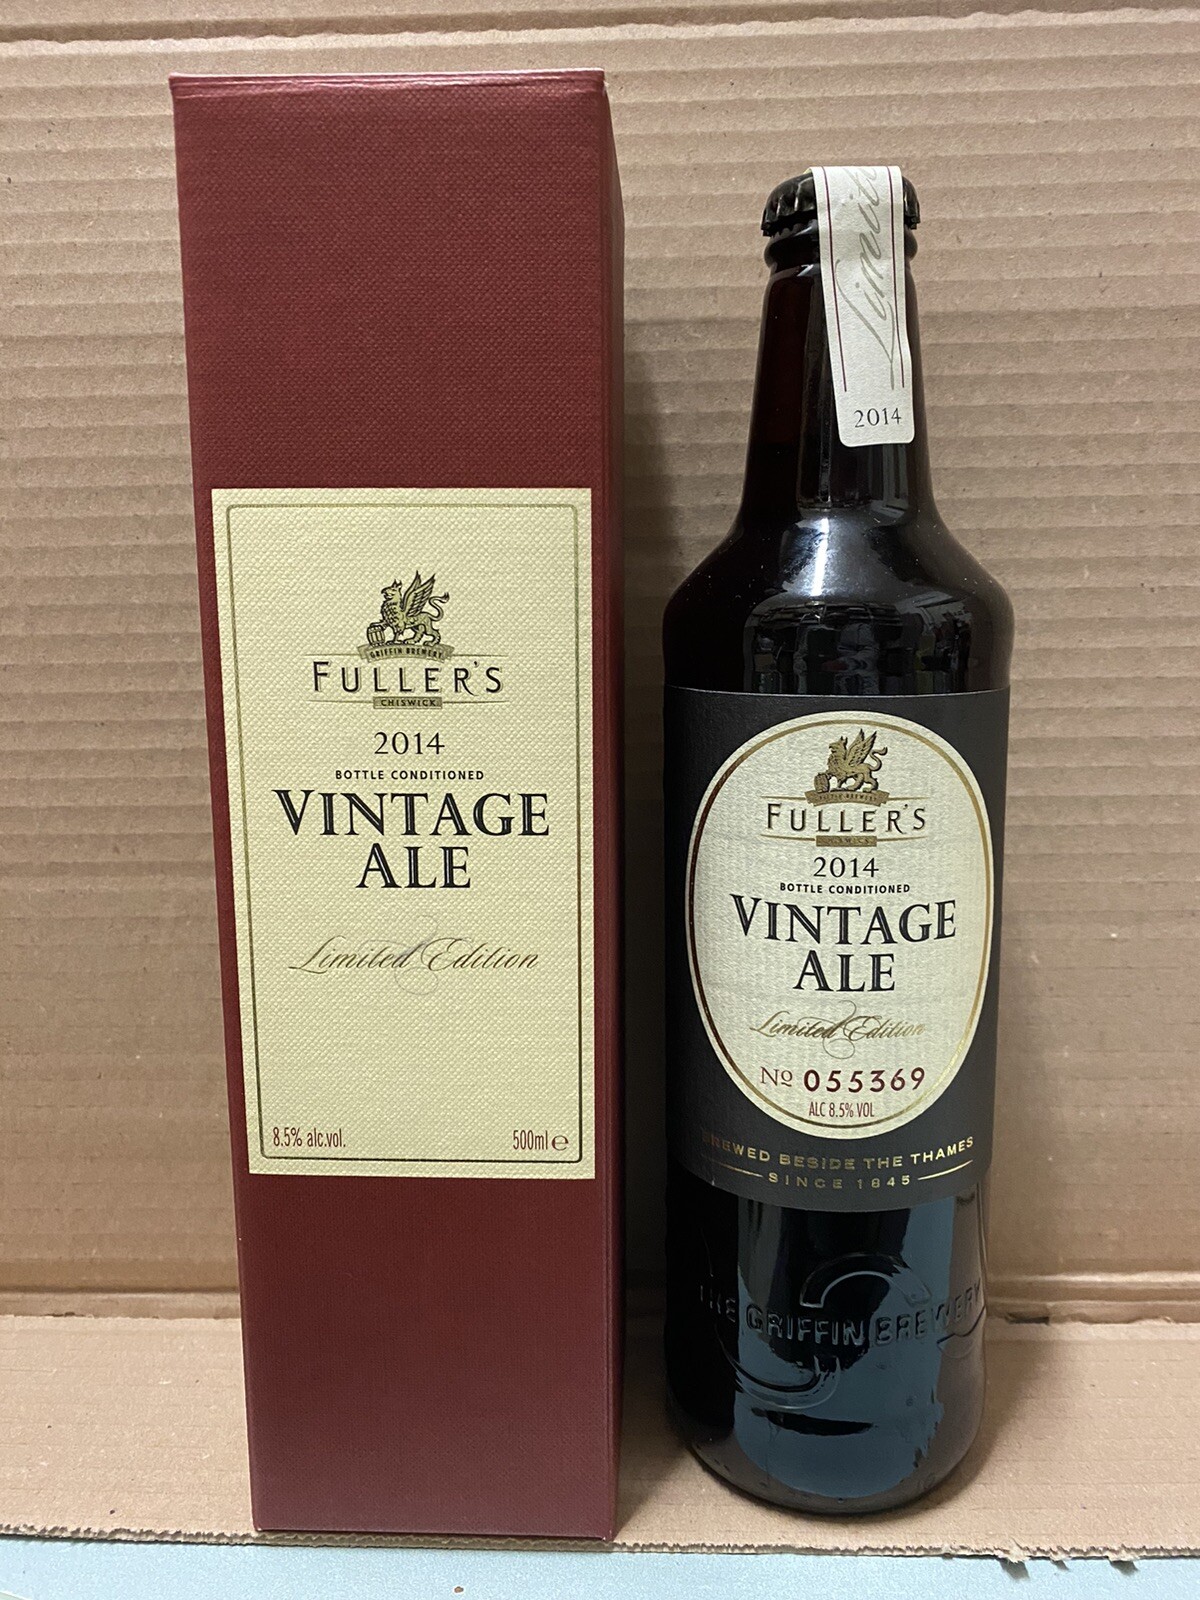 GRIFFIN BREWERY
FULLER'S
CHISWICK
2014
BOTTLE CONDITIONED
VINTAGE
ALE
Limited Edition
8.5% alc.vol.
500ml e
2014
FULLER'S
2014
BOTTLE CONDITIONED
VINTAGE
ALE
Limited Edition
No 055369
ALC 8.5% VOL
BREWED BESIDE THE THAMES
SINCE 1845
THE GRIFFIN BREWERY